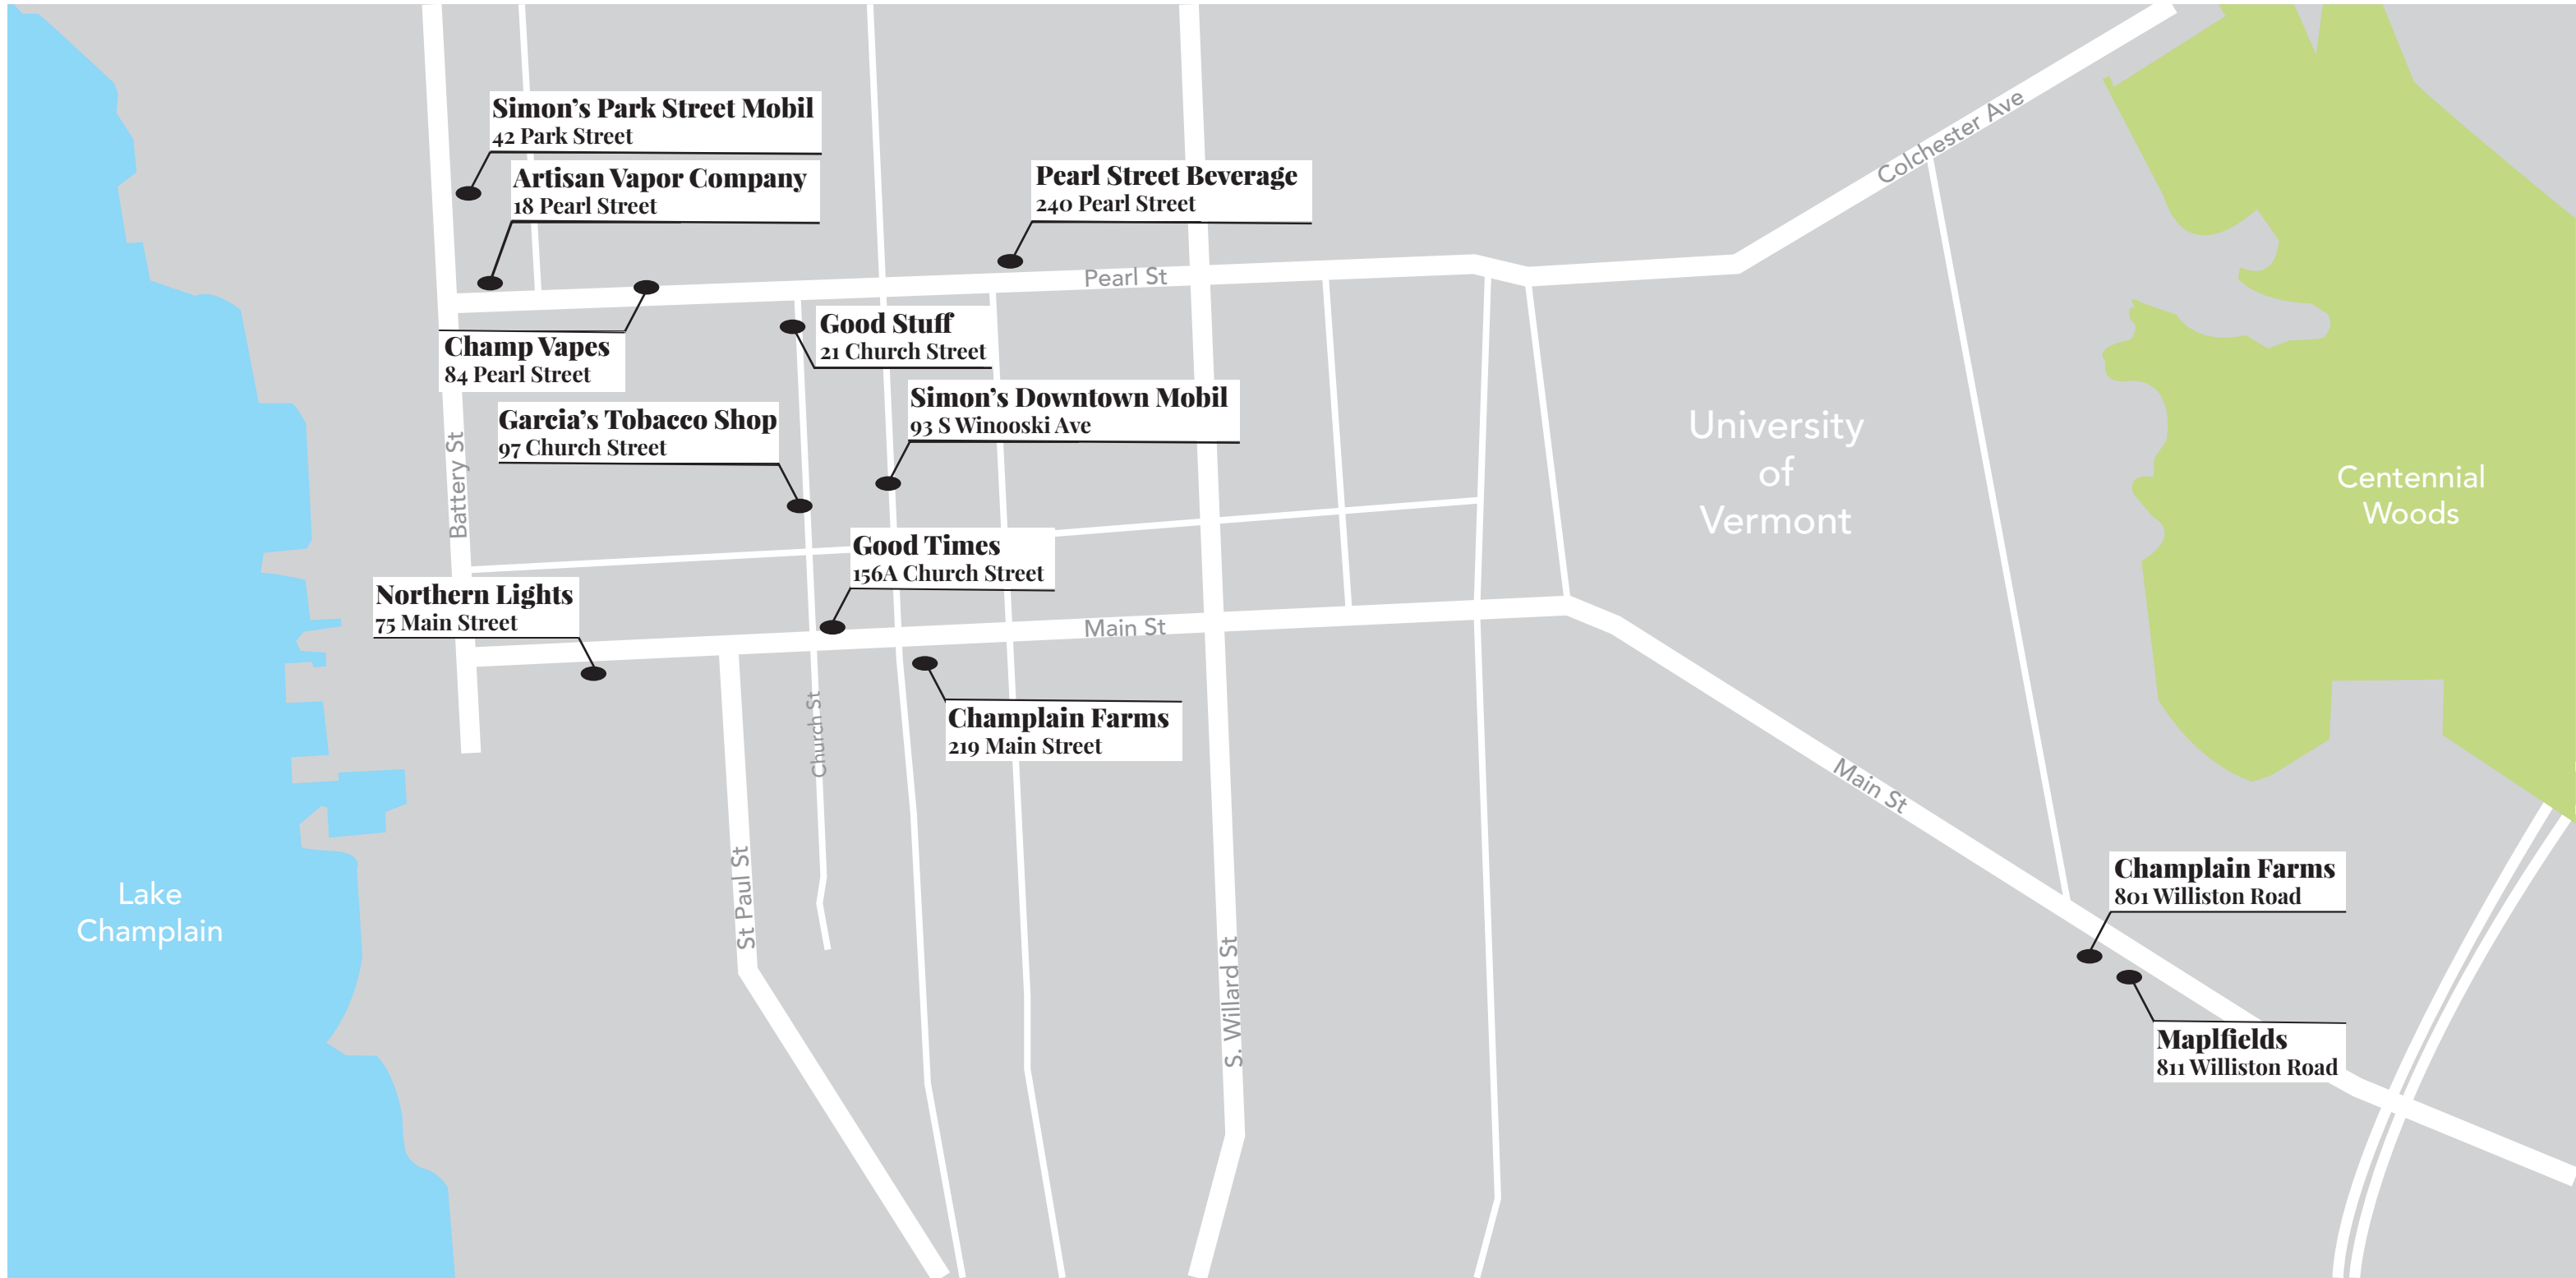 Simon’s Park Street Mobil
42 Park Street
Artisan Vapor Company
18 Pearl Street
Pearl Street Beverage
240 Pearl Street
Colchester Ave
Pearl St
Champ Vapes
84 Pearl Street
Good Stuff
21 Church Street
Garcia’s Tobacco Shop
97 Church Street
Simon’s Downtown Mobil
93 S Winooski Ave
University
of
Vermont
Centennial
Woods
Battery St
Good Times
156A Church Street
Northern Lights
75 Main Street
Main St
Church St
Champlain Farms
219 Main Street
Main St
Lake
Champlain
St Paul St
S. Willard St
Champlain Farms
801 Williston Road
Maplfields
811 Williston Road